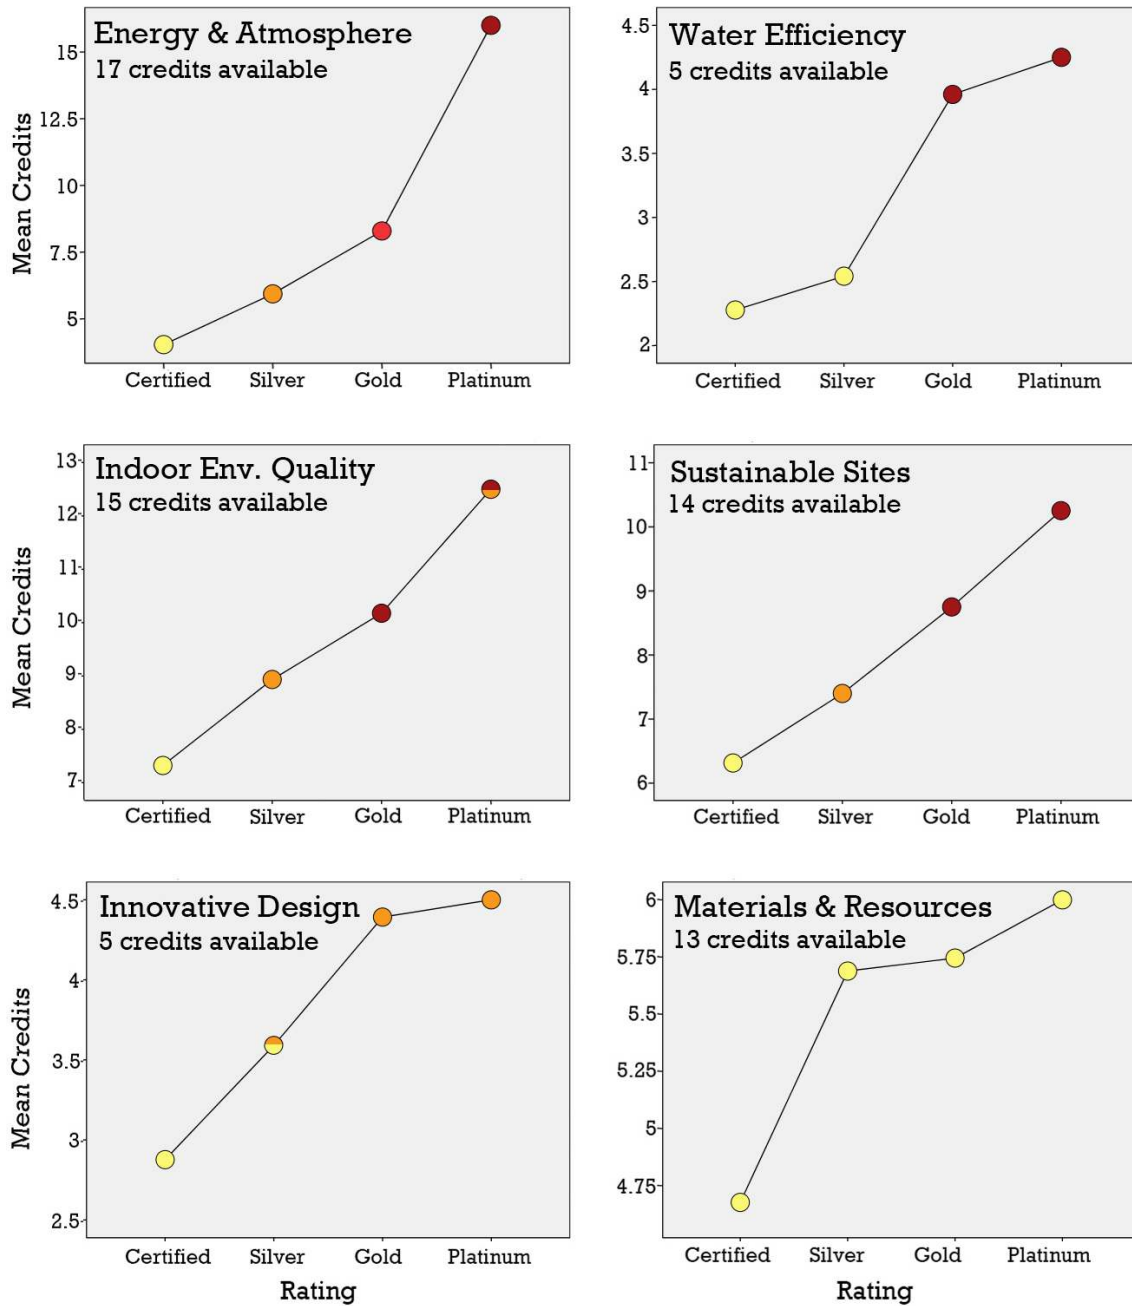 Energy & Atmosphere
17 credits available
15
12.5
10
7.5
5
Mean Credits
Certified Silver Gold Platinum
Water Efficiency
5 credits available
4.5
4
3.5
3
2.5
2
Certified Silver Gold Platinum
Indoor Env. Quality
15 credits available
13
12
11
10
9
8
7
Mean Credits
Certified Silver Gold Platinum
Sustainable Sites
14 credits available
11
10
9
8
7
6
Certified Silver Gold Platinum
Innovative Design
5 credits available
4.5
4
3.5
3
2.5
Mean Credits
Certified Silver Gold Platinum
Rating
Materials & Resources
13 credits available
6
5.75
5.5
5.25
5
4.75
Certified Silver Gold Platinum
Rating